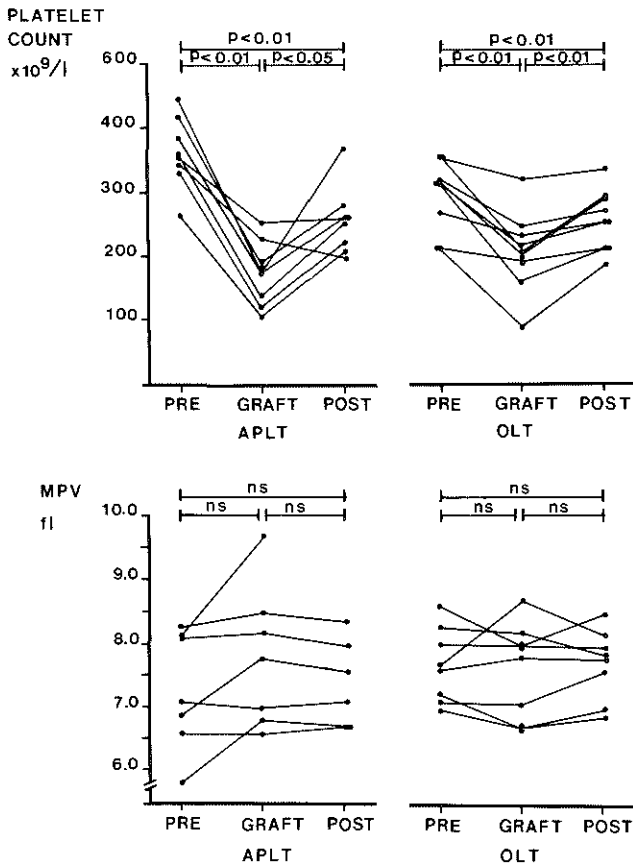 PLATELET
COUNT
x10⁹/l
p<0.01
p<0.01 p<0.05
p<0.01
p<0.01 p<0.01
600
400
300
200
100
PRE GRAFT POST
APLT
PRE GRAFT POST
OLT
MPV
fl
ns
ns ns
ns
ns ns
10.0
9.0
8.0
7.0
6.0
PRE GRAFT POST
APLT
PRE GRAFT POST
OLT